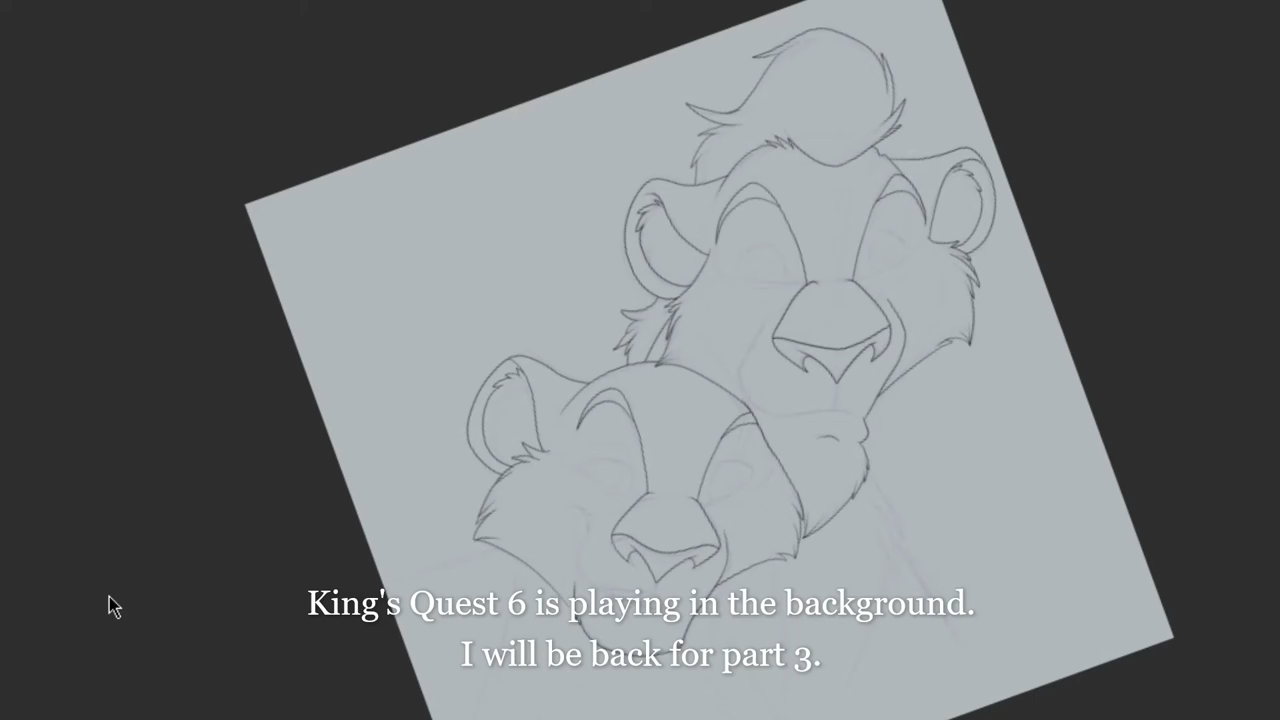 King's Quest 6 is playing in the background.
I will be back for part 3.